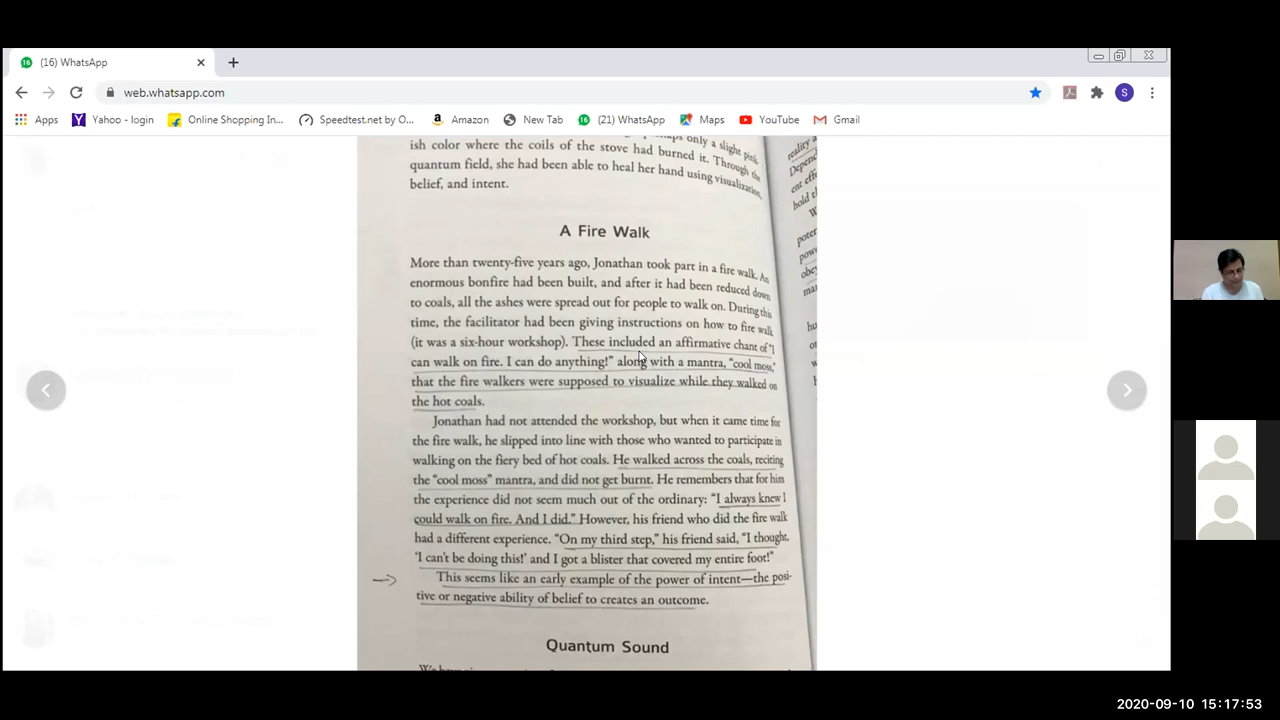 (16) WhatsApp
web.whatsapp.com
S
Apps
Yahoo - login
Online Shopping In...
Speedtest.net by O...
Amazon
New Tab
(21) WhatsApp
Maps
YouTube
Gmail
only a slight pink
ish color where the coils of the stove had burned it. Through the
quantum field, she had been able to heal her hand using visualization,
belief, and intent.
A Fire Walk
More than twenty-five years ago, Jonathan took part in a fire walk. An
enormous bonfire had been built, and after it had been reduced down
to coals, all the ashes were spread out for people to walk on. During this
time, the facilitator had been giving instructions on how to fire walk
(it was a six-hour workshop). These included an affirmative chant of "I
can walk on fire. I can do anything!" along with a mantra, "cool moss,"
that the fire walkers were supposed to visualize while they walked on
the hot coals.
Jonathan had not attended the workshop, but when it came time for
the fire walk, he slipped into line with those who wanted to participate in
walking on the fiery bed of hot coals. He walked across the coals, reciting
the "cool moss" mantra, and did not get burnt. He remembers that for him
the experience did not seem much out of the ordinary: "I always knew I
could walk on fire. And I did." However, his friend who did the fire walk
had a different experience. "On my third step," his friend said, "I thought,
'I can't be doing this!' and I got a blister that covered my entire foot!"
This seems like an early example of the power of intent—the posi-
tive or negative ability of belief to creates an outcome.
Quantum Sound
reality
2020-09-10 15:17:53